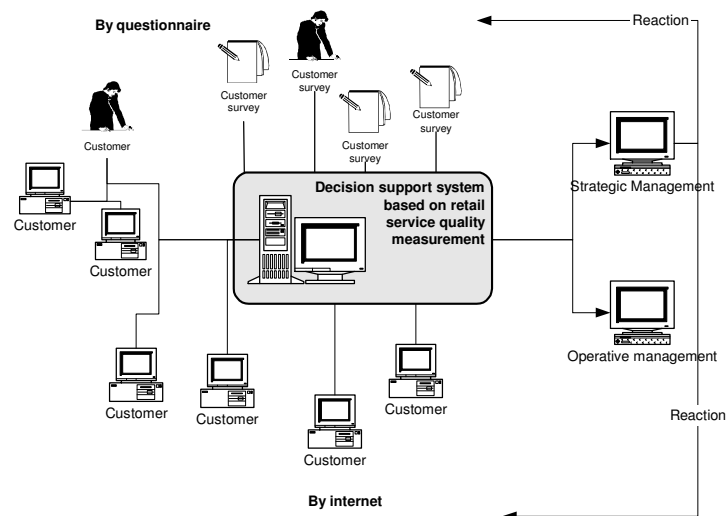 By questionnaire
Reaction
Customer
survey
Customer
survey
Customer
survey
Customer
survey
Customer
Decision support system
based on retail
service quality
measurement
Strategic Management
Customer
Customer
Operative management
Customer
Customer
Customer
Customer
Reaction
By internet